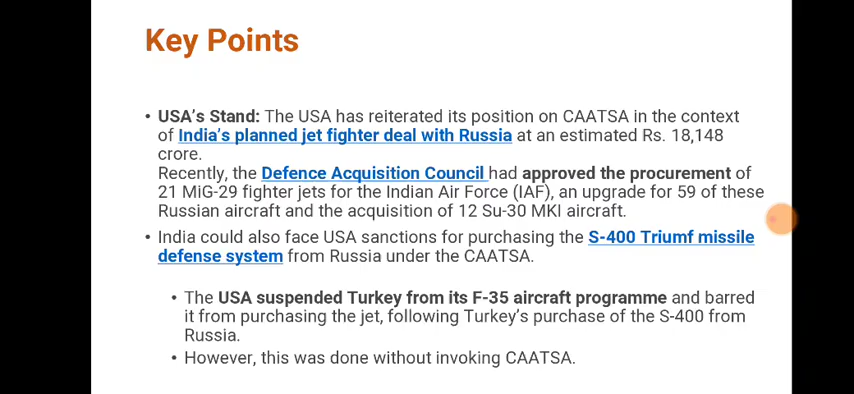 Key Points
• USA's Stand: The USA has reiterated its position on CAATSA in the context
of India's planned jet fighter deal with Russia at an estimated Rs. 18,148
crore.
Recently, the Defence Acquisition Council had approved the procurement of
21 MiG-29 fighter jets for the Indian Air Force (IAF), an upgrade for 59 of these
Russian aircraft and the acquisition of 12 Su-30 MKI aircraft.
• India could also face USA sanctions for purchasing the S-400 Triumf missile
defense system from Russia under the CAATSA.
• The USA suspended Turkey from its F-35 aircraft programme and barred
it from purchasing the jet, following Turkey's purchase of the S-400 from
Russia.
• However, this was done without invoking CAATSA.